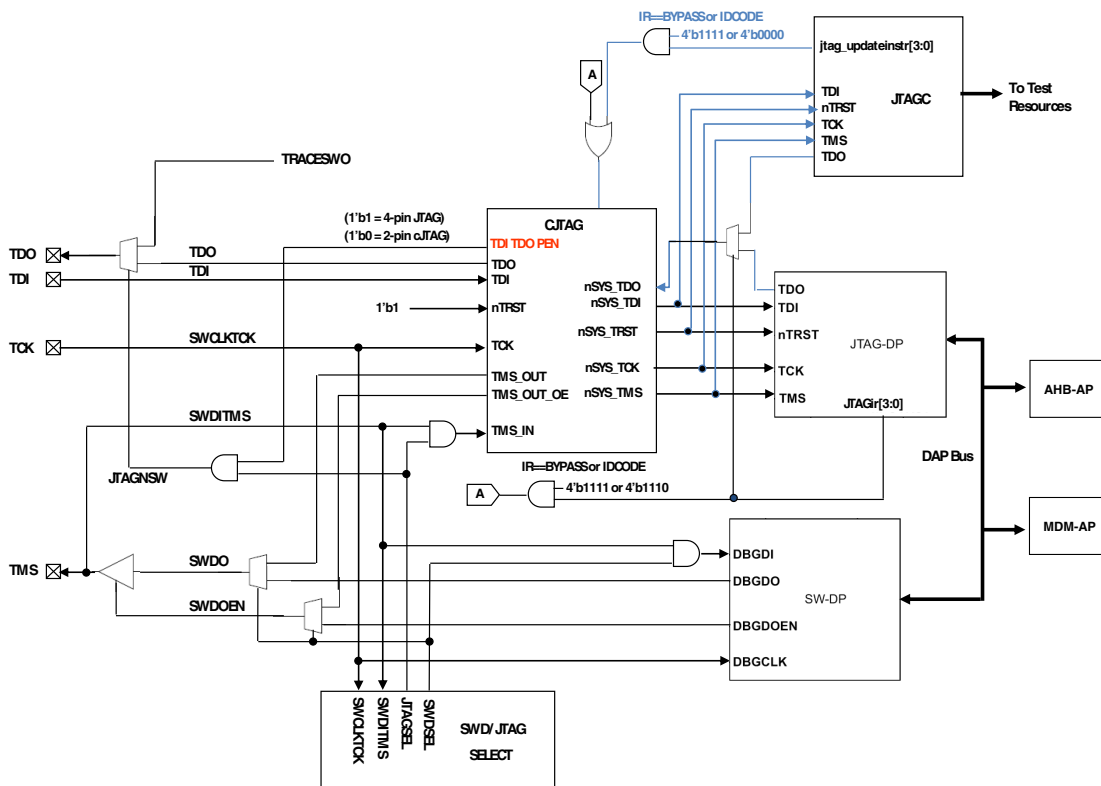 IR==BYPASS or IDCODE
4'b1111 or 4'b0000
jtag_updateinstr[3:0]
A
TDI
nTRST
TCK
TMS
TDO
JTAGC
To Test
Resources
TRACESWO
(1'b1 = 4-pin JTAG)
(1'b0 = 2-pin cJTAG)
CJTAG
TDI TDO PEN
TDO
TDO
TDO
TDI
TDI
TDI
1'b1
nTRST
TCK
SWCLKTCK
TCK
TMS_OUT
TMS_OUT_OE
SWDITMS
TMS_IN
nSYS_TDO
nSYS_TDI
nSYS_TRST
nSYS_TCK
nSYS_TMS
TDO
TDI
nTRST
JTAG-DP
TCK
TMS
JTAGir[3:0]
AHB-AP
DAP Bus
JTAGNSW
IR==BYPASS or IDCODE
4'b1111 or 4'b1110
A
MDM-AP
TMS
SWDO
SWDOEN
DBGDI
DBGDO
SW-DP
DBGDOEN
DBGCLK
SWCLKTCK
SWDITMS
JTAGSEL
SWDSEL
SWD/JTAG
SELECT